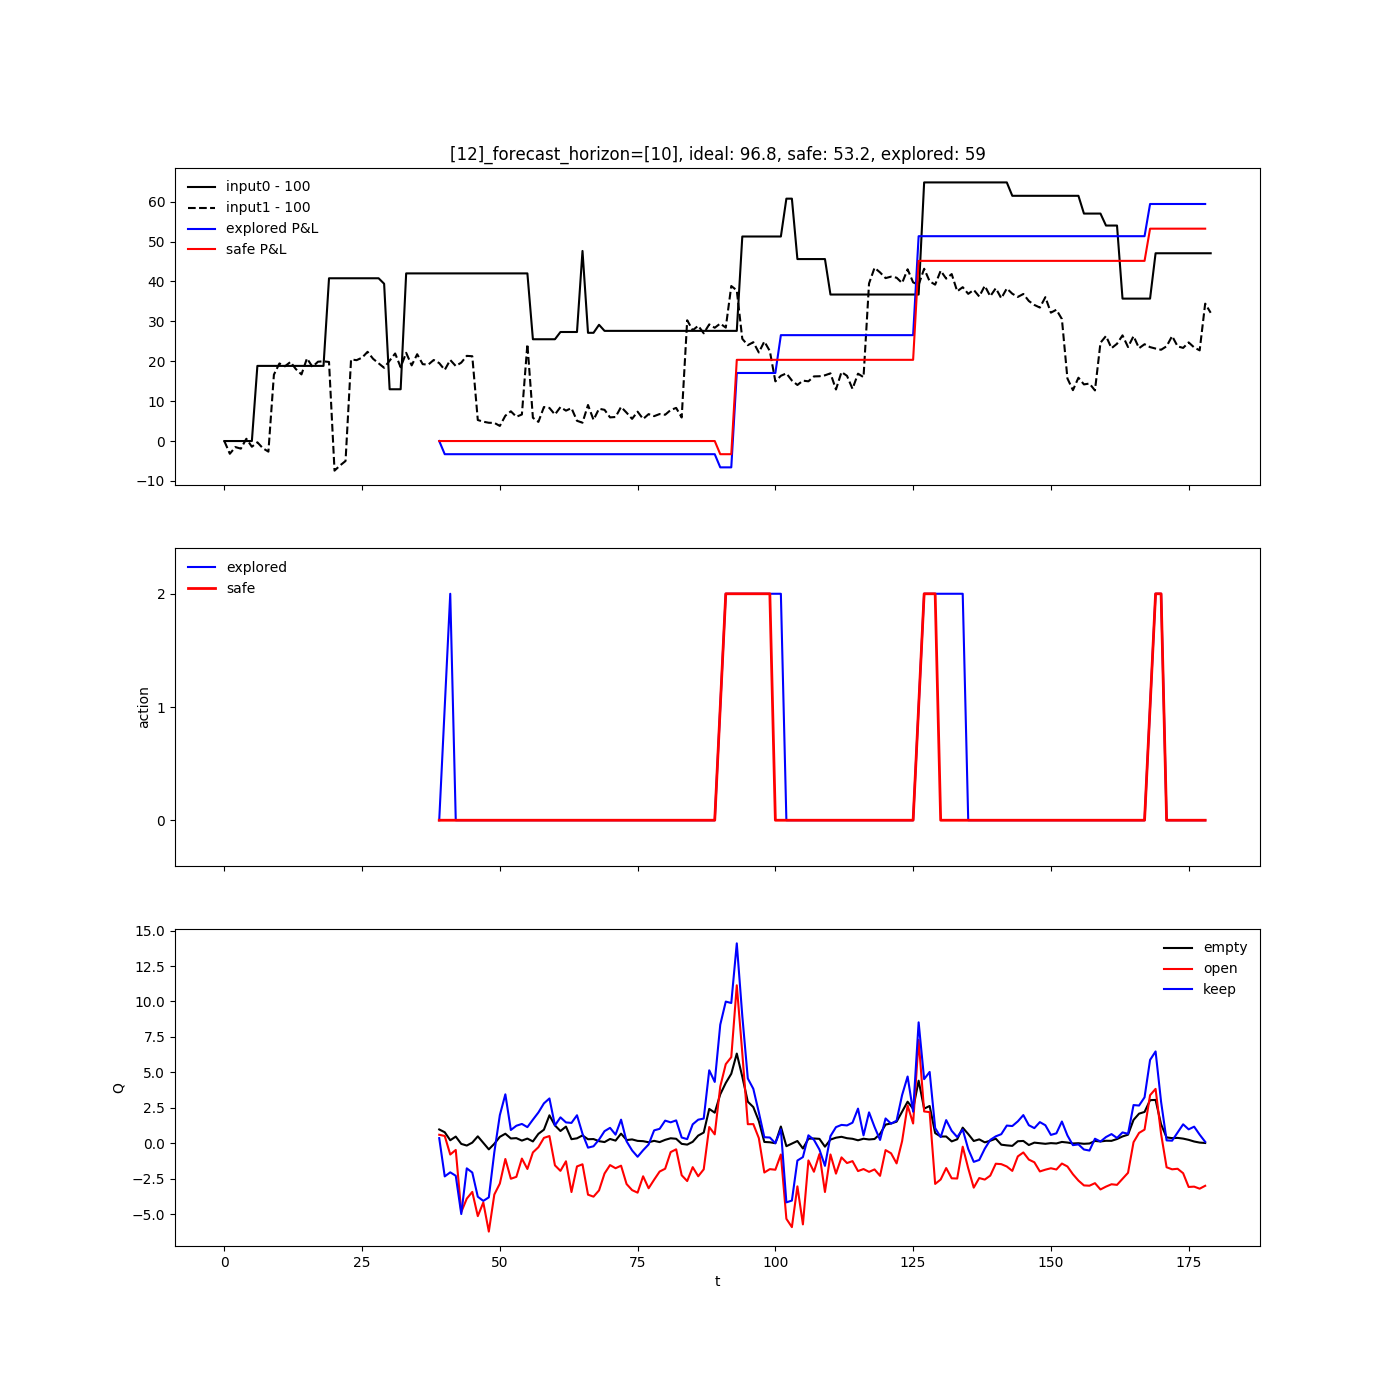 [12]_forecast_horizon=[10], ideal: 96.8, safe: 53.2, explored: 59
input0 - 100
input1 - 100
explored P&L
safe P&L
60
50
40
30
20
10
0
−10
explored
safe
2
1
0
action
empty
open
keep
15.0
12.5
10.0
7.5
5.0
2.5
0.0
−2.5
−5.0
Q
0 25 50 75 100 125 150 175
t